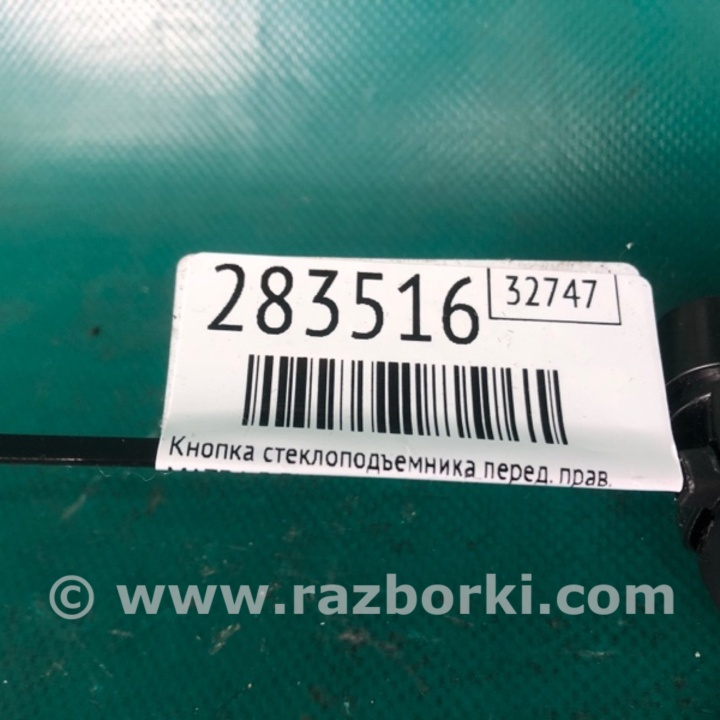 283516 32747
Кнопка стеклоподъемника перед. прав.
© www.razborki.com